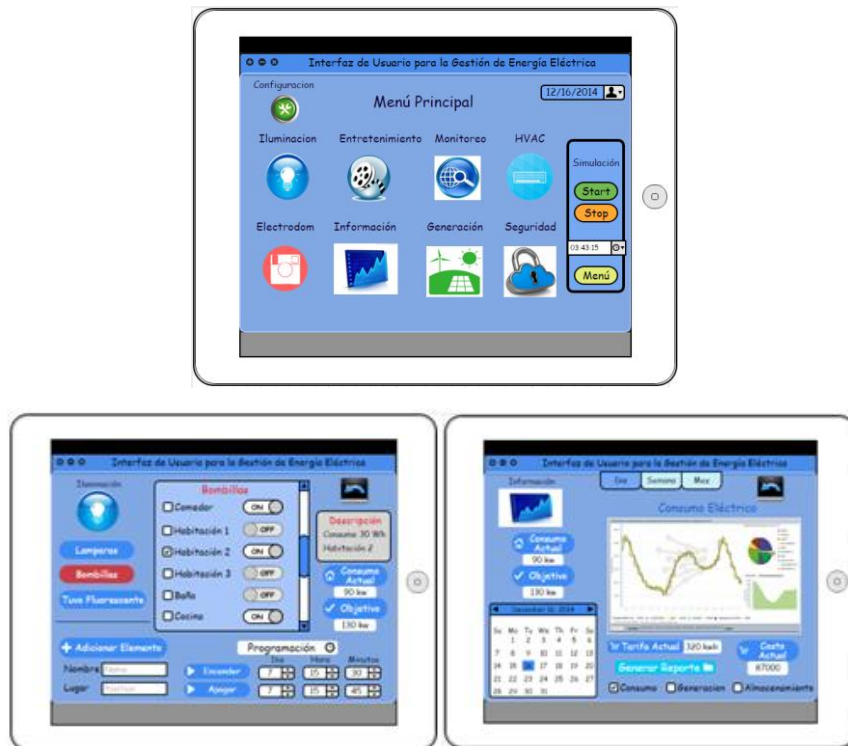 Interfaz de Usuario para la Gestión de Energía Eléctrica
Configuracion
Menú Principal
12/16/2014
Iluminacion Entretenimiento Monitoreo HVAC
Simulación
Start
Stop
Electrodom Información Generación Seguridad
03:43:15
Menú
Interfaz de Usuario para la Gestión de Energía Eléctrica
Iluminación
Bombillas
Comedor ON
Habitación 1 OFF
Habitación 2 ON
Habitación 3 OFF
Baño OFF
Cocina ON
Descripción
Consumo 30 Wh
Habitación 2
Lamparas
Bombillas
Tuvo Fluorescente
Consumo
Actual
90 kw
Objetivo
130 kw
Adicionar Elemento
Programación
Dia Hora Minutos
Nombre
Encender 7 15 30
Lugar
Apagar 7 15 45
Interfaz de Usuario para la Gestión de Energía Eléctrica
Información
Dia Semana Mes
Consumo Eléctrico
Consumo
Actual
90 kw
Objetivo
130 kw
December 16, 2014
Su Mo Tu We Th Fr Sa
1 2 3 4 5 6
7 8 9 10 11 12 13
14 15 16 17 18 19 20
21 22 23 24 25 26 27
28 29 30 31
Tarifa Actual 320 kwh
Costo
Actual
87000
Generar Reporte
Consumo Generacion Almacenamiento